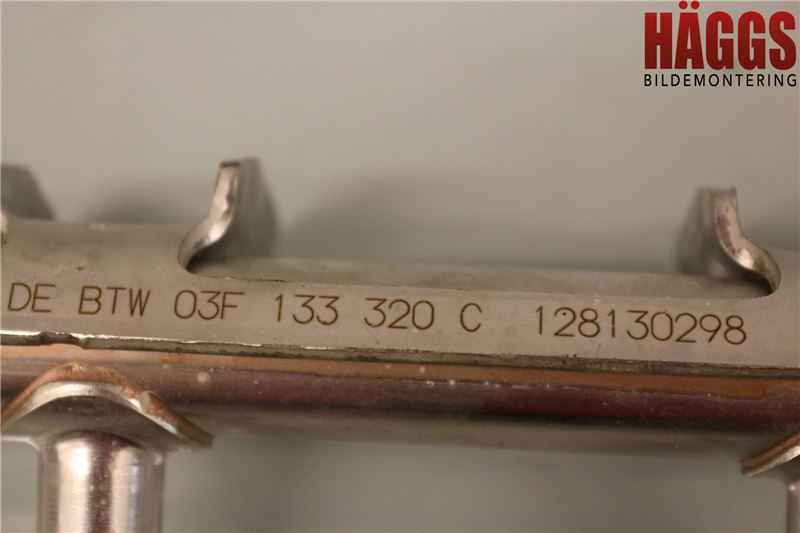 HÄGGS
BILDEMONTERING
DE BTW 03F 133 320 C 128130298